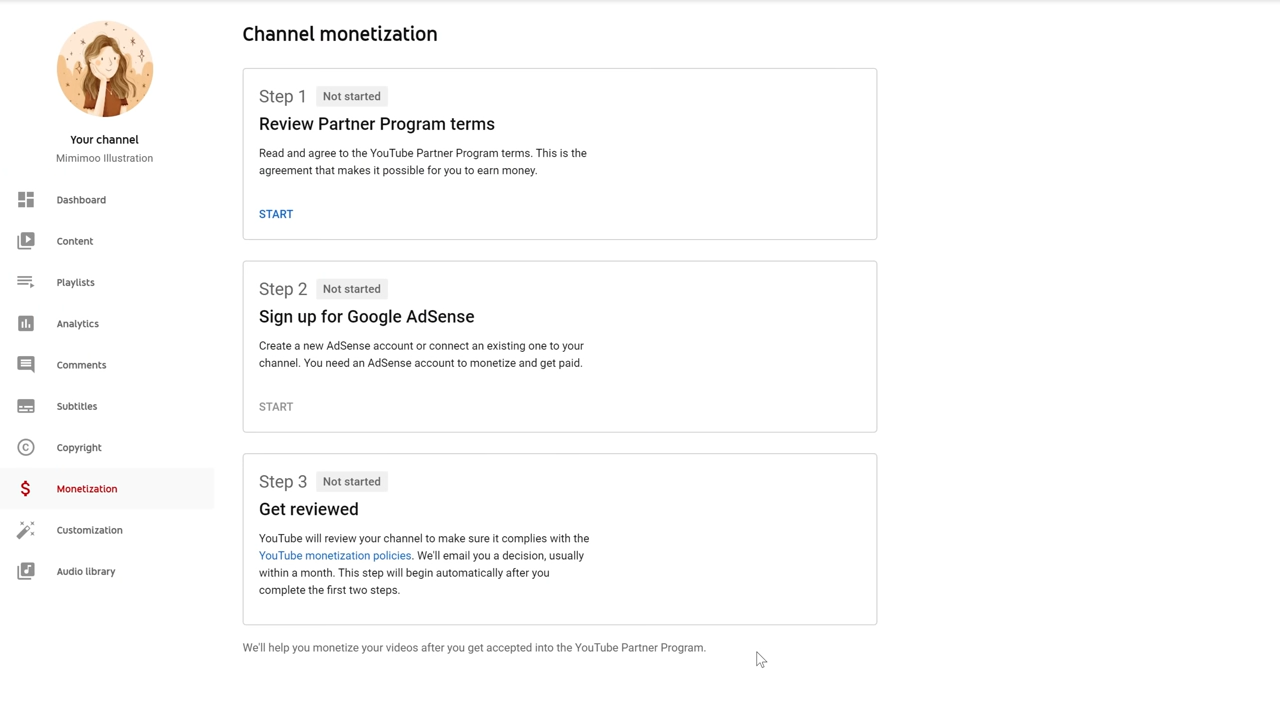 Channel monetization
Your channel
Mimimoo Illustration
Dashboard
Content
Playlists
Analytics
Comments
Subtitles
Copyright
Monetization
Customization
Audio library
Step 1 Not started
Review Partner Program terms
Read and agree to the YouTube Partner Program terms. This is the
agreement that makes it possible for you to earn money.
START
Step 2 Not started
Sign up for Google AdSense
Create a new AdSense account or connect an existing one to your
channel. You need an AdSense account to monetize and get paid.
START
Step 3 Not started
Get reviewed
YouTube will review your channel to make sure it complies with the
YouTube monetization policies. We'll email you a decision, usually
within a month. This step will begin automatically after you
complete the first two steps.
We'll help you monetize your videos after you get accepted into the YouTube Partner Program.